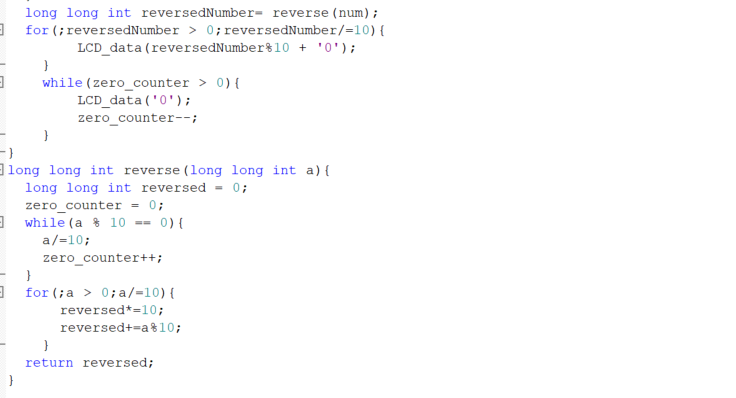 long long int reversedNumber= reverse(num);
for(;reversedNumber > 0;reversedNumber/=10){
LCD_data(reversedNumber%10 + '0');
}
while(zero_counter > 0){
LCD_data('0');
zero_counter--;
}
}
long long int reverse(long long int a){
long long int reversed = 0;
zero_counter = 0;
while(a % 10 == 0){
a/=10;
zero_counter++;
}
for(;a > 0;a/=10){
reversed*=10;
reversed+=a%10;
}
return reversed;
}